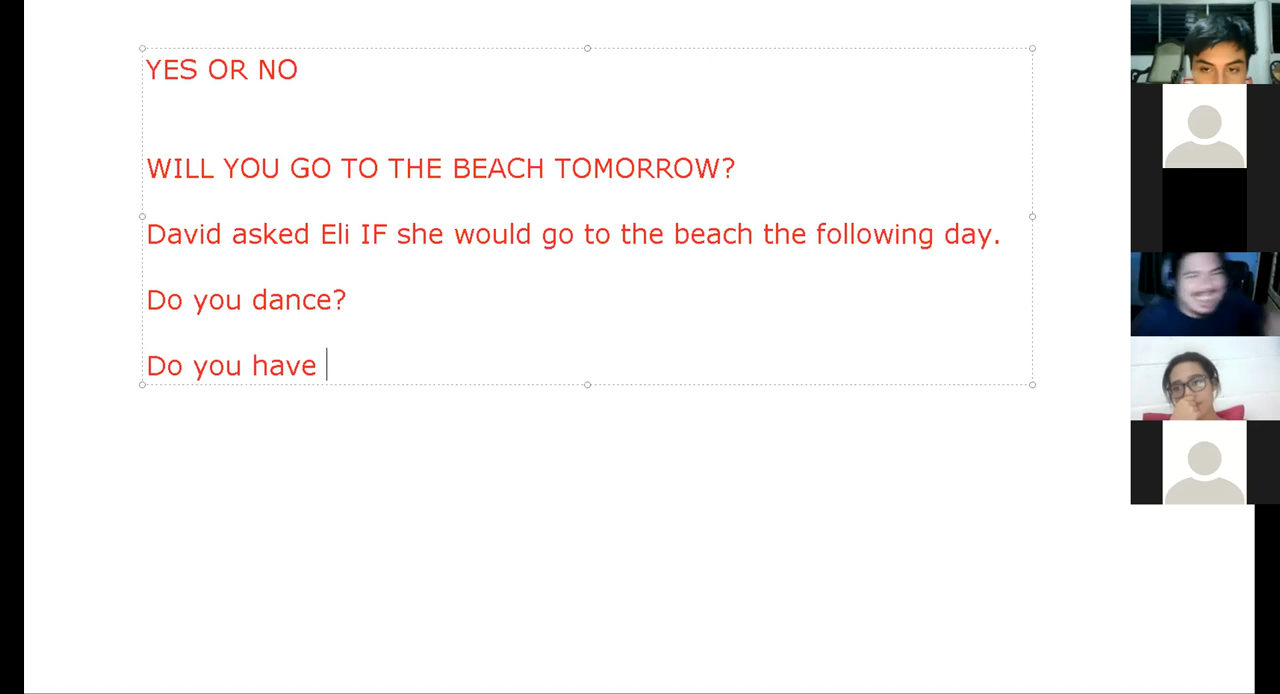 YES OR NO
WILL YOU GO TO THE BEACH TOMORROW?
David asked Eli IF she would go to the beach the following day.
Do you dance?
Do you have